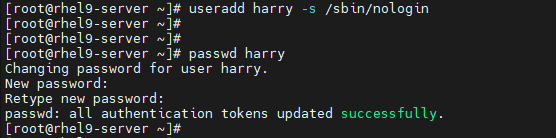 [root@rhel9-server ~]# useradd harry -s /sbin/nologin
[root@rhel9-server ~]#
[root@rhel9-server ~]#
[root@rhel9-server ~]# passwd harry
Changing password for user harry.
New password:
Retype new password:
passwd: all authentication tokens updated successfully.
[root@rhel9-server ~]#